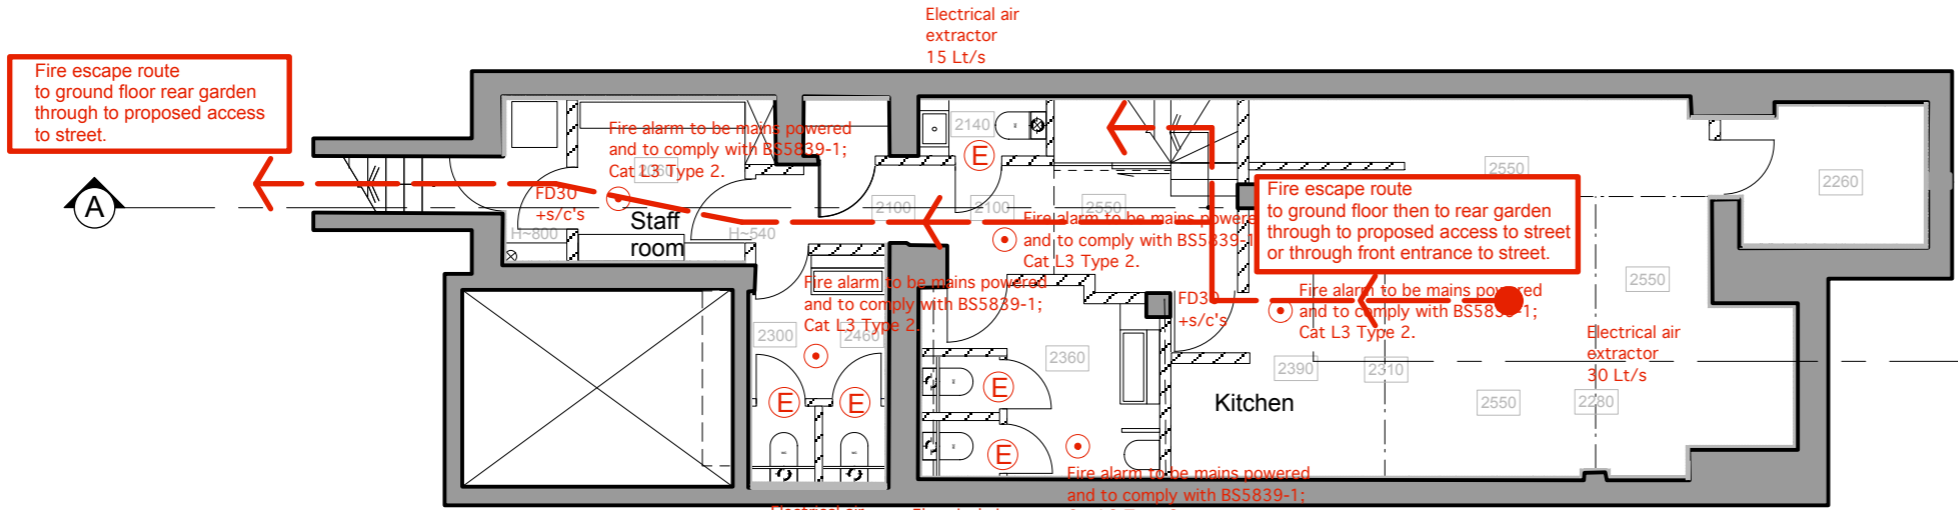 Electrical air
extractor
15 Lt/s
Fire escape route
to ground floor rear garden
through to proposed access
to street.
Fire alarm to be mains powered
and to comply with BS5839-1;
Cat L3 Type 2.
2060
2140
E
2550
2260
A
FD30
+s/c's
Staff
room
H~800
H~540
2100
2100
2550
Fire alarm to be mains powered
and to comply with BS5839-1
Cat L3 Type 2.
Fire escape route
to ground floor then to rear garden
through to proposed access to street
or through front entrance to street.
2550
Fire alarm to be mains powered
and to comply with BS5839-1;
Cat L3 Type 2.
FD30
+s/c's
Fire alarm to be mains powered
and to comply with BS5839-1;
Cat L3 Type 2.
Electrical air
extractor
30 Lt/s
2300
2460
2360
2390
2310
2550
2280
E
E
E
E
Kitchen
Fire alarm to be mains powered
and to comply with BS5839-1;
Electrical air